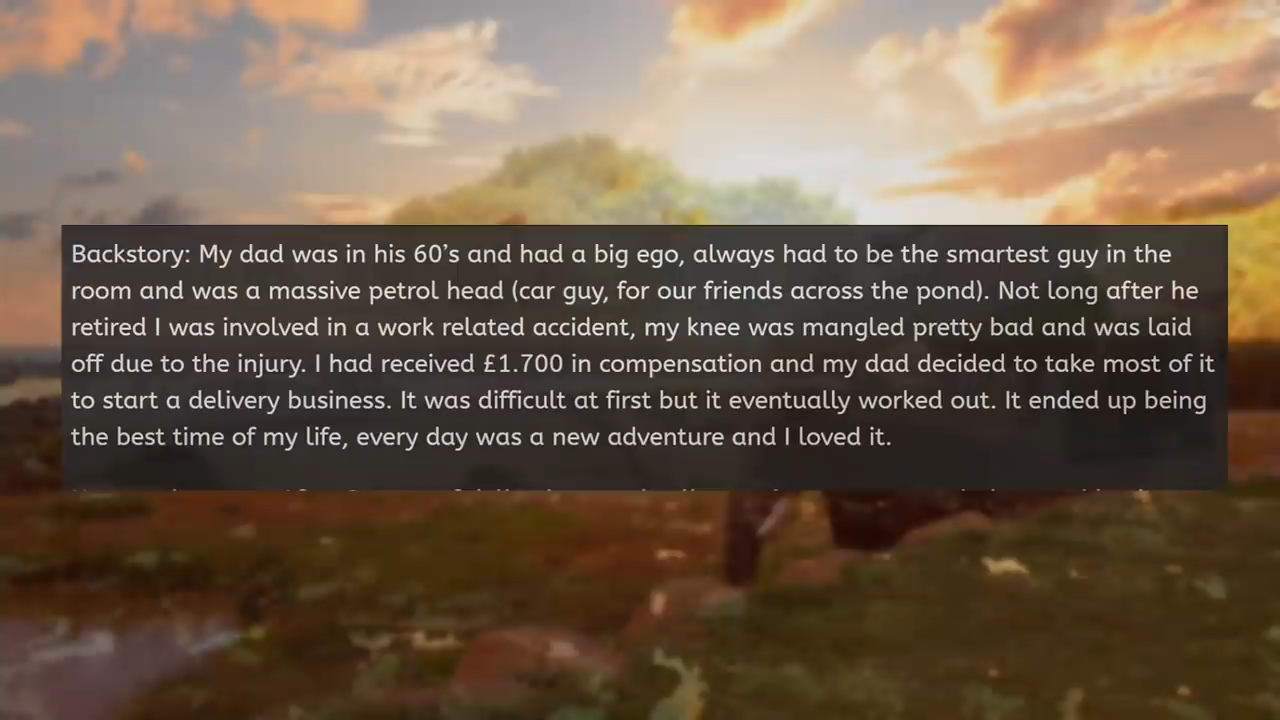 Backstory: My dad was in his 60’s and had a big ego, always had to be the smartest guy in the
room and was a massive petrol head (car guy, for our friends across the pond). Not long after he
retired I was involved in a work related accident, my knee was mangled pretty bad and was laid
off due to the injury. I had received £1.700 in compensation and my dad decided to take most of it
to start a delivery business. It was difficult at first but it eventually worked out. It ended up being
the best time of my life, every day was a new adventure and I loved it.